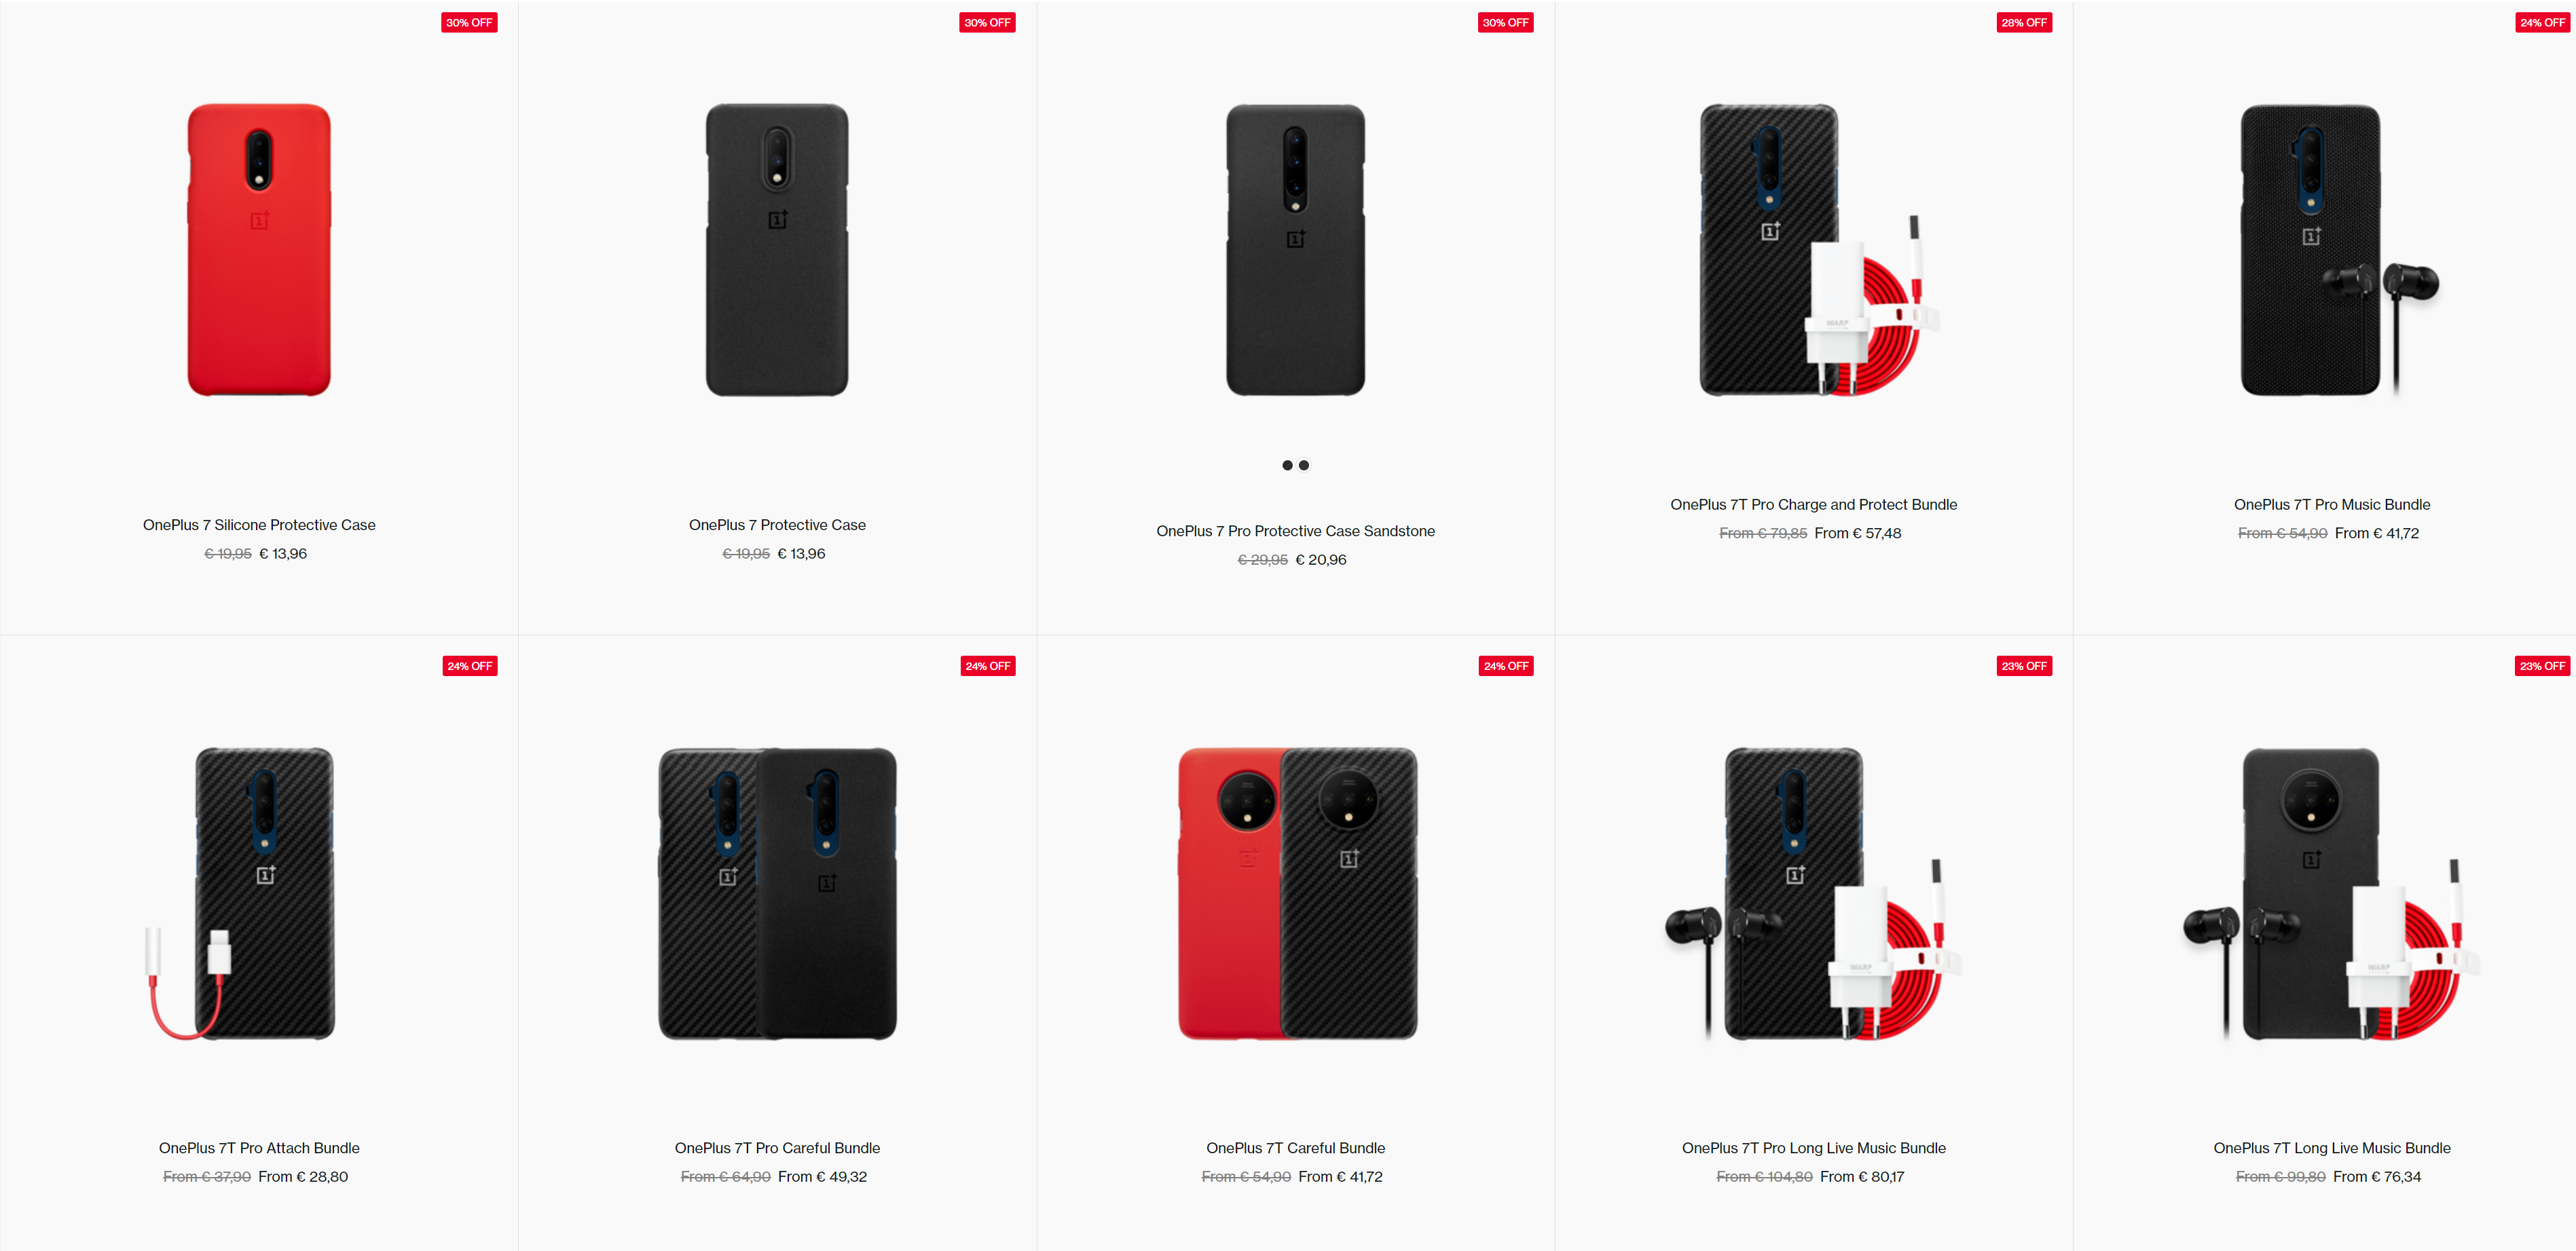 30% OFF
30% OFF
30% OFF
28% OFF
24% OFF
WARP
OnePlus 7 Silicone Protective Case
€ 19,95 € 13,96
OnePlus 7 Protective Case
€ 19,95 € 13,96
OnePlus 7 Pro Protective Case Sandstone
€ 29,95 € 20,96
OnePlus 7T Pro Charge and Protect Bundle
From € 79,85 From € 57,48
OnePlus 7T Pro Music Bundle
From € 54,90 From € 41,72
24% OFF
24% OFF
24% OFF
23% OFF
23% OFF
WARP
WARP
OnePlus 7T Pro Attach Bundle
From € 37,90 From € 28,80
OnePlus 7T Pro Careful Bundle
From € 64,90 From € 49,32
OnePlus 7T Careful Bundle
From € 54,90 From € 41,72
OnePlus 7T Pro Long Live Music Bundle
From € 104,80 From € 80,17
OnePlus 7T Long Live Music Bundle
From € 99,80 From € 76,34